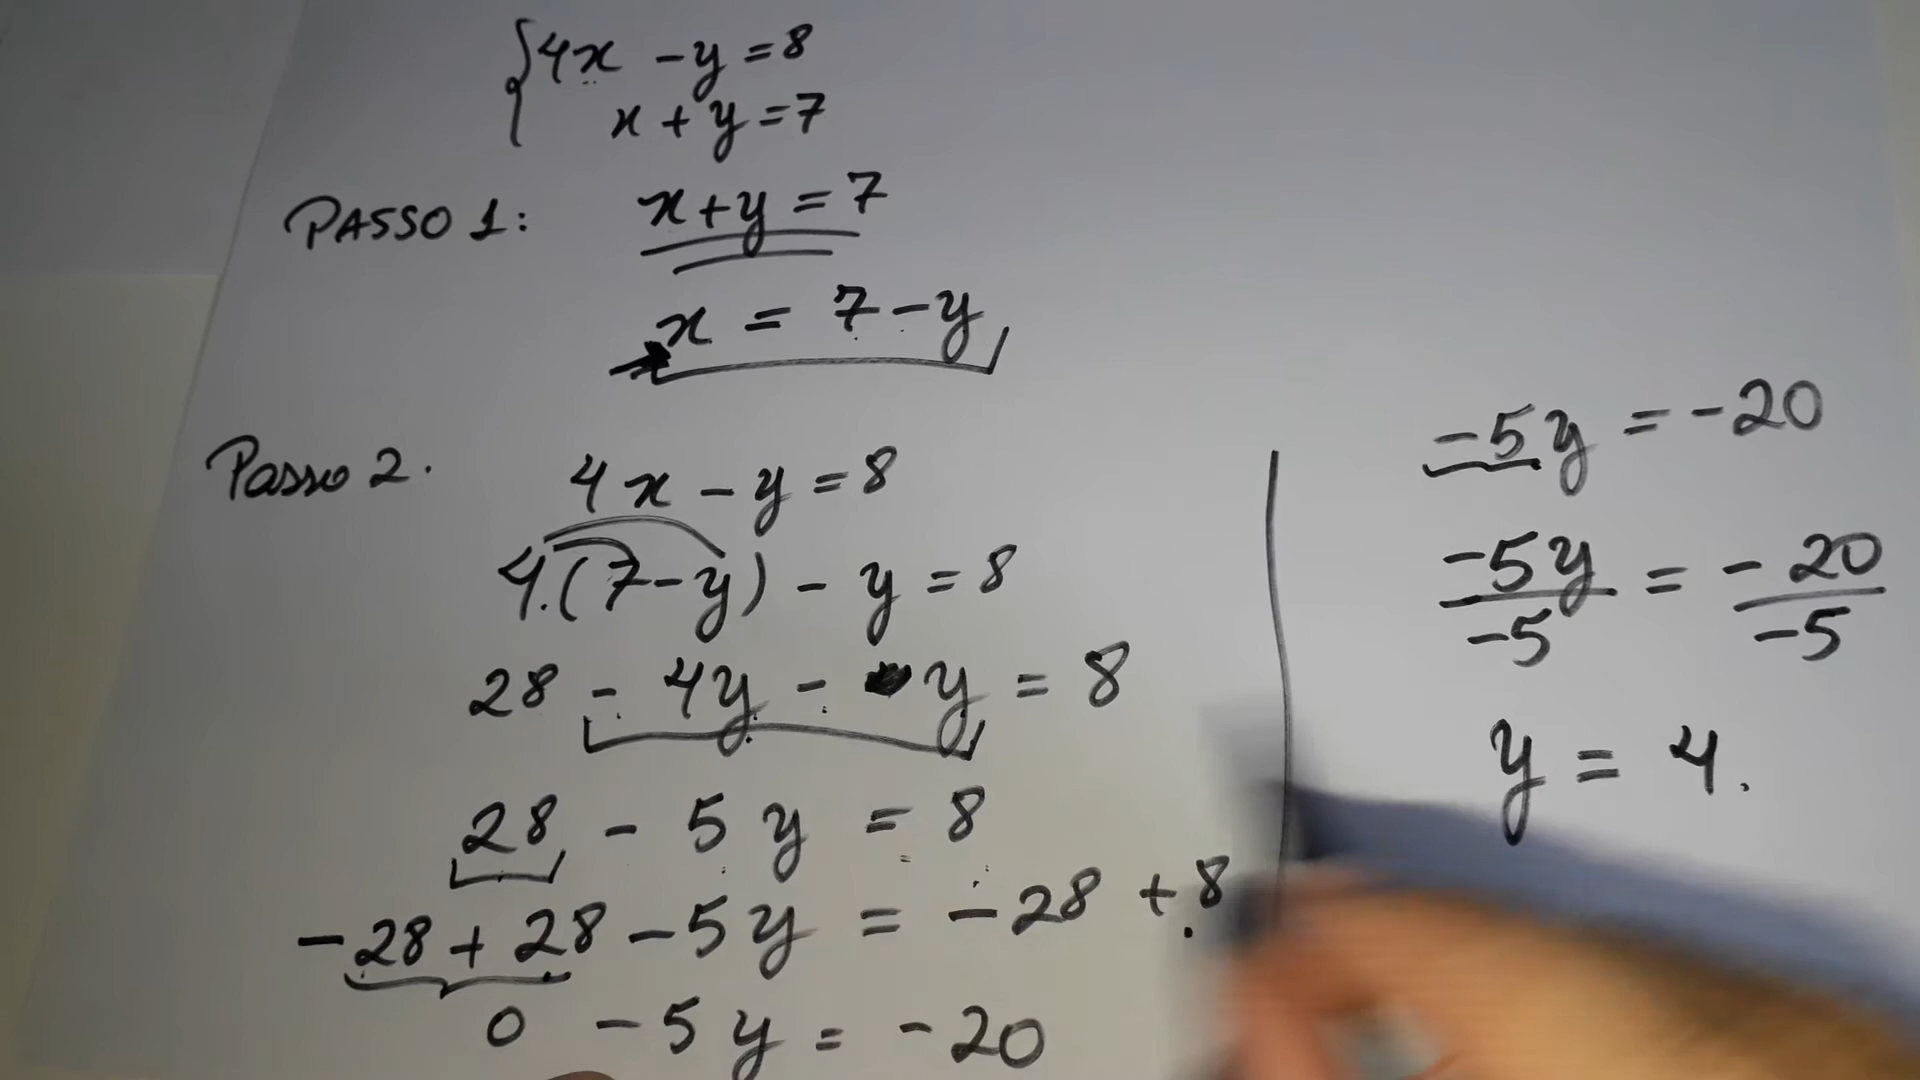 4x - y = 8
x + y = 7
PASSO 1: x + y = 7
x = 7 - y
Passo 2. 4x - y = 8
4.(7 - y) - y = 8
28 - 4y - y = 8
28 - 5y = 8
-28 + 28 - 5y = -28 + 8
0 - 5y = -20
-5y = -20
-5y/-5 = -20/-5
y = 4.